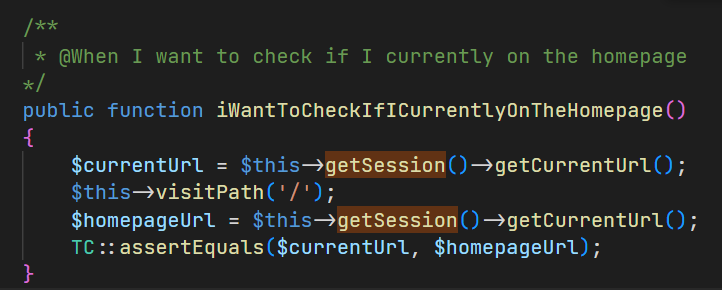 /**
 * @When I want to check if I currently on the homepage
*/
public function iWantToCheckIfICurrentlyOnTheHomepage()
{
    $currentUrl = $this->getSession()->getCurrentUrl();
    $this->visitPath('/');
    $homepageUrl = $this->getSession()->getCurrentUrl();
    TC::assertEquals($currentUrl, $homepageUrl);
}